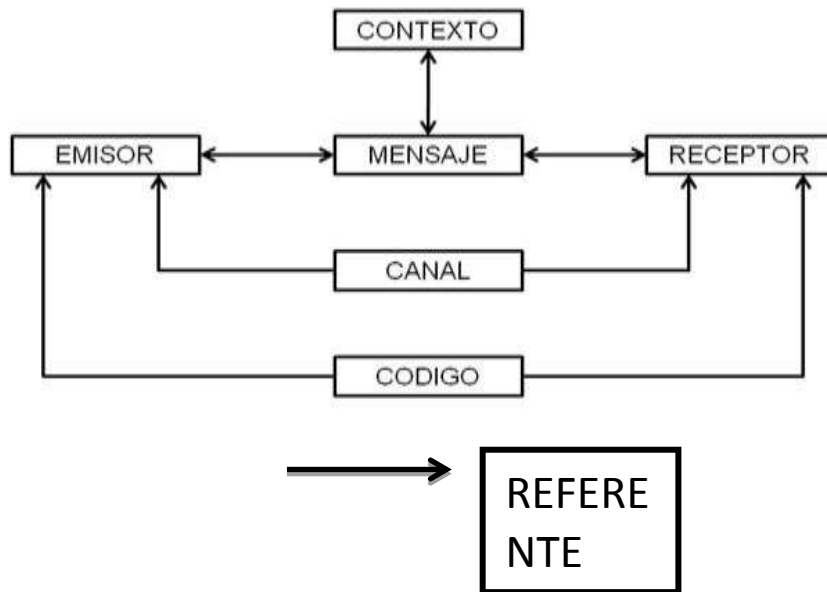 CONTEXTO
EMISOR
MENSAJE
RECEPTOR
CANAL
CODIGO
REFERE
NTE